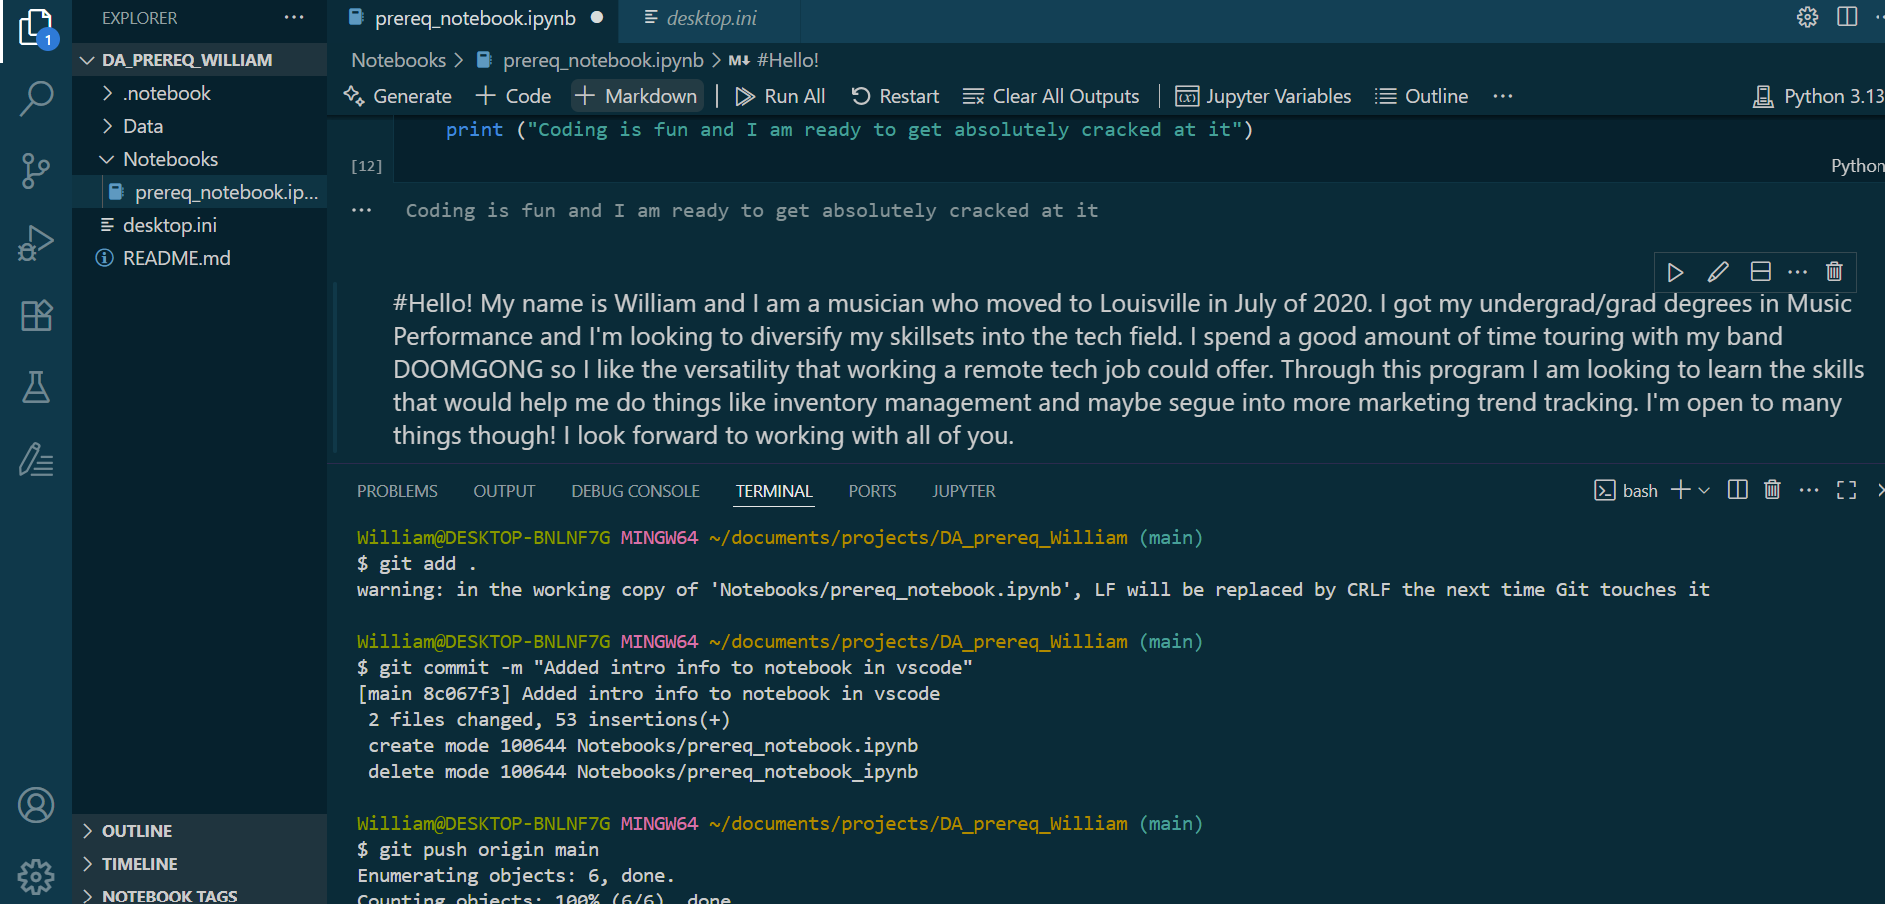 EXPLORER ···
prereq_notebook.ipynb ●
desktop.ini
1
DA_PREREQ_WILLIAM
.notebook
Data
Notebooks
prereq_notebook.ip...
desktop.ini
README.md
OUTLINE
TIMELINE
NOTEBOOK TAGS
Notebooks > prereq_notebook.ipynb > M↓ #Hello!
Generate + Code + Markdown | Run All Restart Clear All Outputs | Jupyter Variables Outline ··· Python 3.13
print ("Coding is fun and I am ready to get absolutely cracked at it")
[12] Python
··· Coding is fun and I am ready to get absolutely cracked at it
#Hello! My name is William and I am a musician who moved to Louisville in July of 2020. I got my undergrad/grad degrees in Music
Performance and I'm looking to diversify my skillsets into the tech field. I spend a good amount of time touring with my band
DOOMGONG so I like the versatility that working a remote tech job could offer. Through this program I am looking to learn the skills
that would help me do things like inventory management and maybe segue into more marketing trend tracking. I'm open to many
things though! I look forward to working with all of you.
PROBLEMS OUTPUT DEBUG CONSOLE TERMINAL PORTS JUPYTER bash
William@DESKTOP-BNLNF7G MINGW64 ~/documents/projects/DA_prereq_William (main)
$ git add .
warning: in the working copy of 'Notebooks/prereq_notebook.ipynb', LF will be replaced by CRLF the next time Git touches it
William@DESKTOP-BNLNF7G MINGW64 ~/documents/projects/DA_prereq_William (main)
$ git commit -m "Added intro info to notebook in vscode"
[main 8c067f3] Added intro info to notebook in vscode
2 files changed, 53 insertions(+)
create mode 100644 Notebooks/prereq_notebook.ipynb
delete mode 100644 Notebooks/prereq_notebook_ipynb
William@DESKTOP-BNLNF7G MINGW64 ~/documents/projects/DA_prereq_William (main)
$ git push origin main
Enumerating objects: 6, done.
Counting objects: 100% (6/6), done